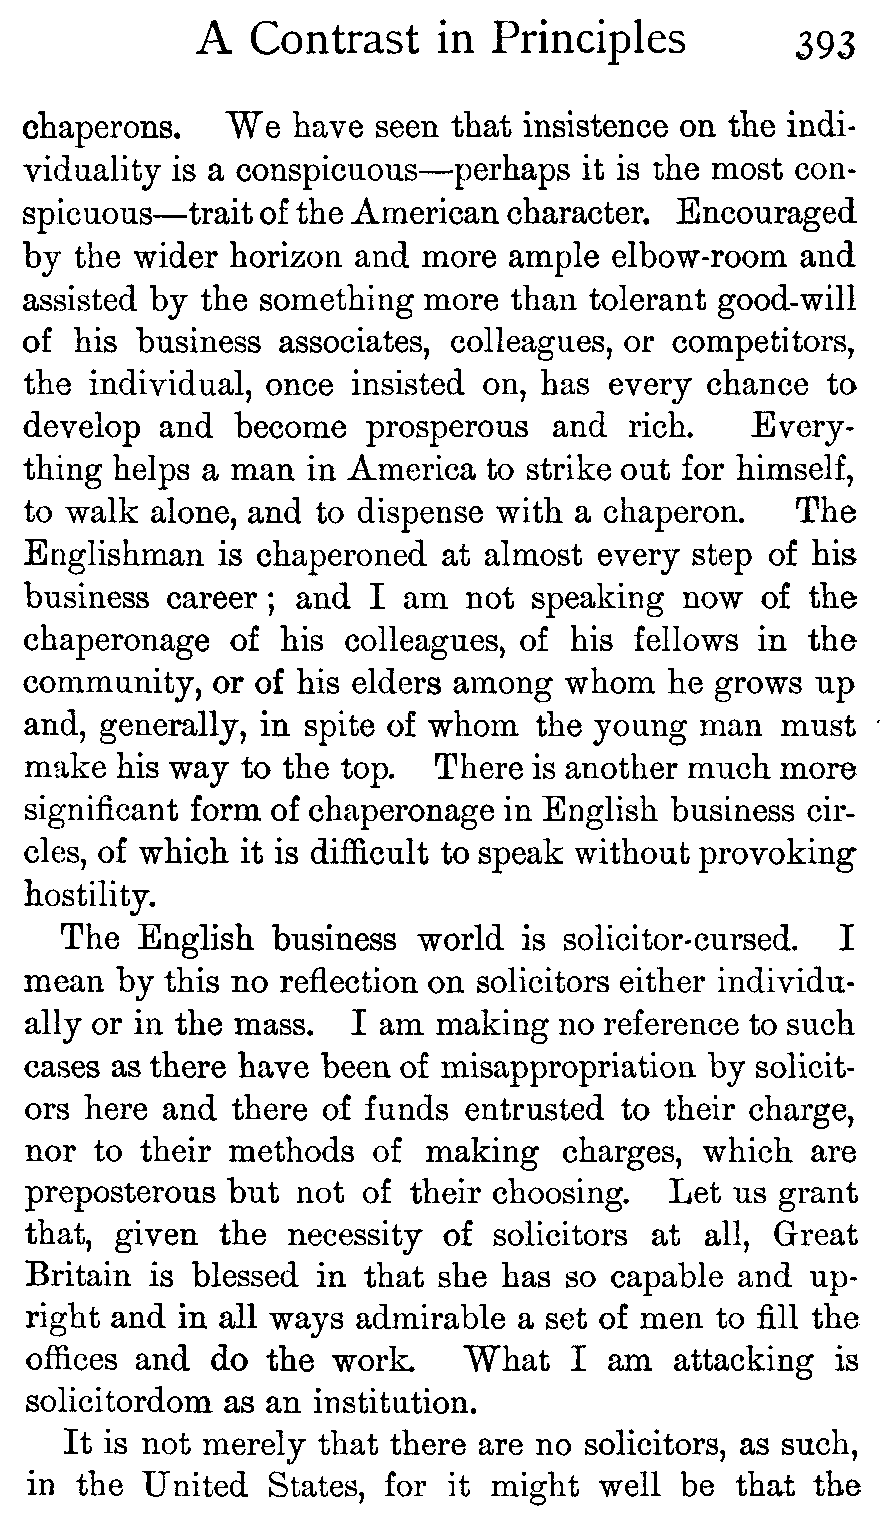 A Contrast in Principles 393
chaperons. We have seen that insistence on the indi-
viduality is a conspicuous—perhaps it is the most con-
spicuous—trait of the American character. Encouraged
by the wider horizon and more ample elbow-room and
assisted by the something more than tolerant good-will
of his business associates, colleagues, or competitors,
the individual, once insisted on, has every chance to
develop and become prosperous and rich. Every-
thing helps a man in America to strike out for himself,
to walk alone, and to dispense with a chaperon. The
Englishman is chaperoned at almost every step of his
business career ; and I am not speaking now of the
chaperonage of his colleagues, of his fellows in the
community, or of his elders among whom he grows up
and, generally, in spite of whom the young man must
make his way to the top. There is another much more
significant form of chaperonage in English business cir-
cles, of which it is difficult to speak without provoking
hostility.
The English business world is solicitor-cursed. I
mean by this no reflection on solicitors either individu-
ally or in the mass. I am making no reference to such
cases as there have been of misappropriation by solicit-
ors here and there of funds entrusted to their charge,
nor to their methods of making charges, which are
preposterous but not of their choosing. Let us grant
that, given the necessity of solicitors at all, Great
Britain is blessed in that she has so capable and up-
right and in all ways admirable a set of men to fill the
offices and do the work. What I am attacking is
solicitordom as an institution.
It is not merely that there are no solicitors, as such,
in the United States, for it might well be that the